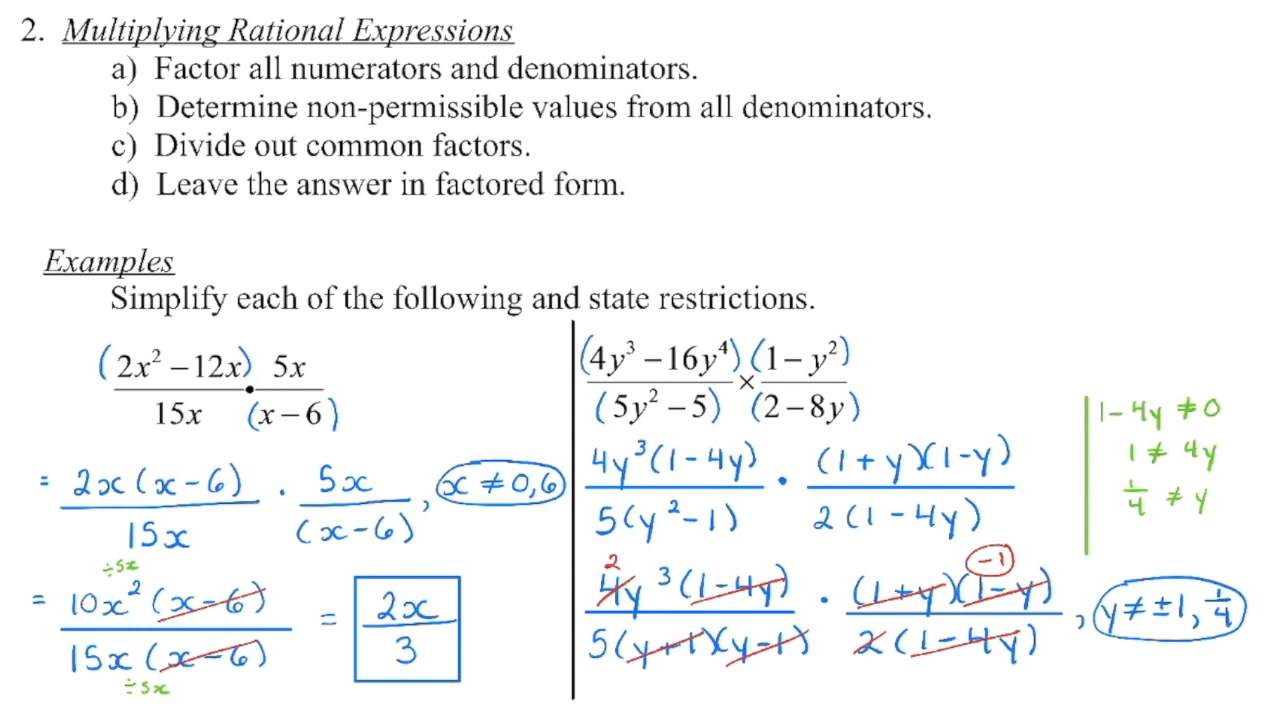 2. Multiplying Rational Expressions
a) Factor all numerators and denominators.
b) Determine non-permissible values from all denominators.
c) Divide out common factors.
d) Leave the answer in factored form.
Examples
Simplify each of the following and state restrictions.
(2x² − 12x) 5x
15x • (x − 6)
= 2x(x − 6) · 5x , x ≠ 0, 6
15x (x − 6)
÷5x
= 10x²(x − 6) = 2x
15x(x − 6) 3
÷5x
(4y³ − 16y⁴) (1 − y²)
×
(5y² − 5) (2 − 8y)
4y³(1 − 4y) · (1 + y)(1 − y)
5(y² − 1) 2(1 − 4y)
2 −1
4y³(1 − 4y) · (1 + y)(1 − y) , y ≠ ±1, 1/4
5(y + 1)(y − 1) 2(1 − 4y)
1 − 4y ≠ 0
1 ≠ 4y
1/4 ≠ y